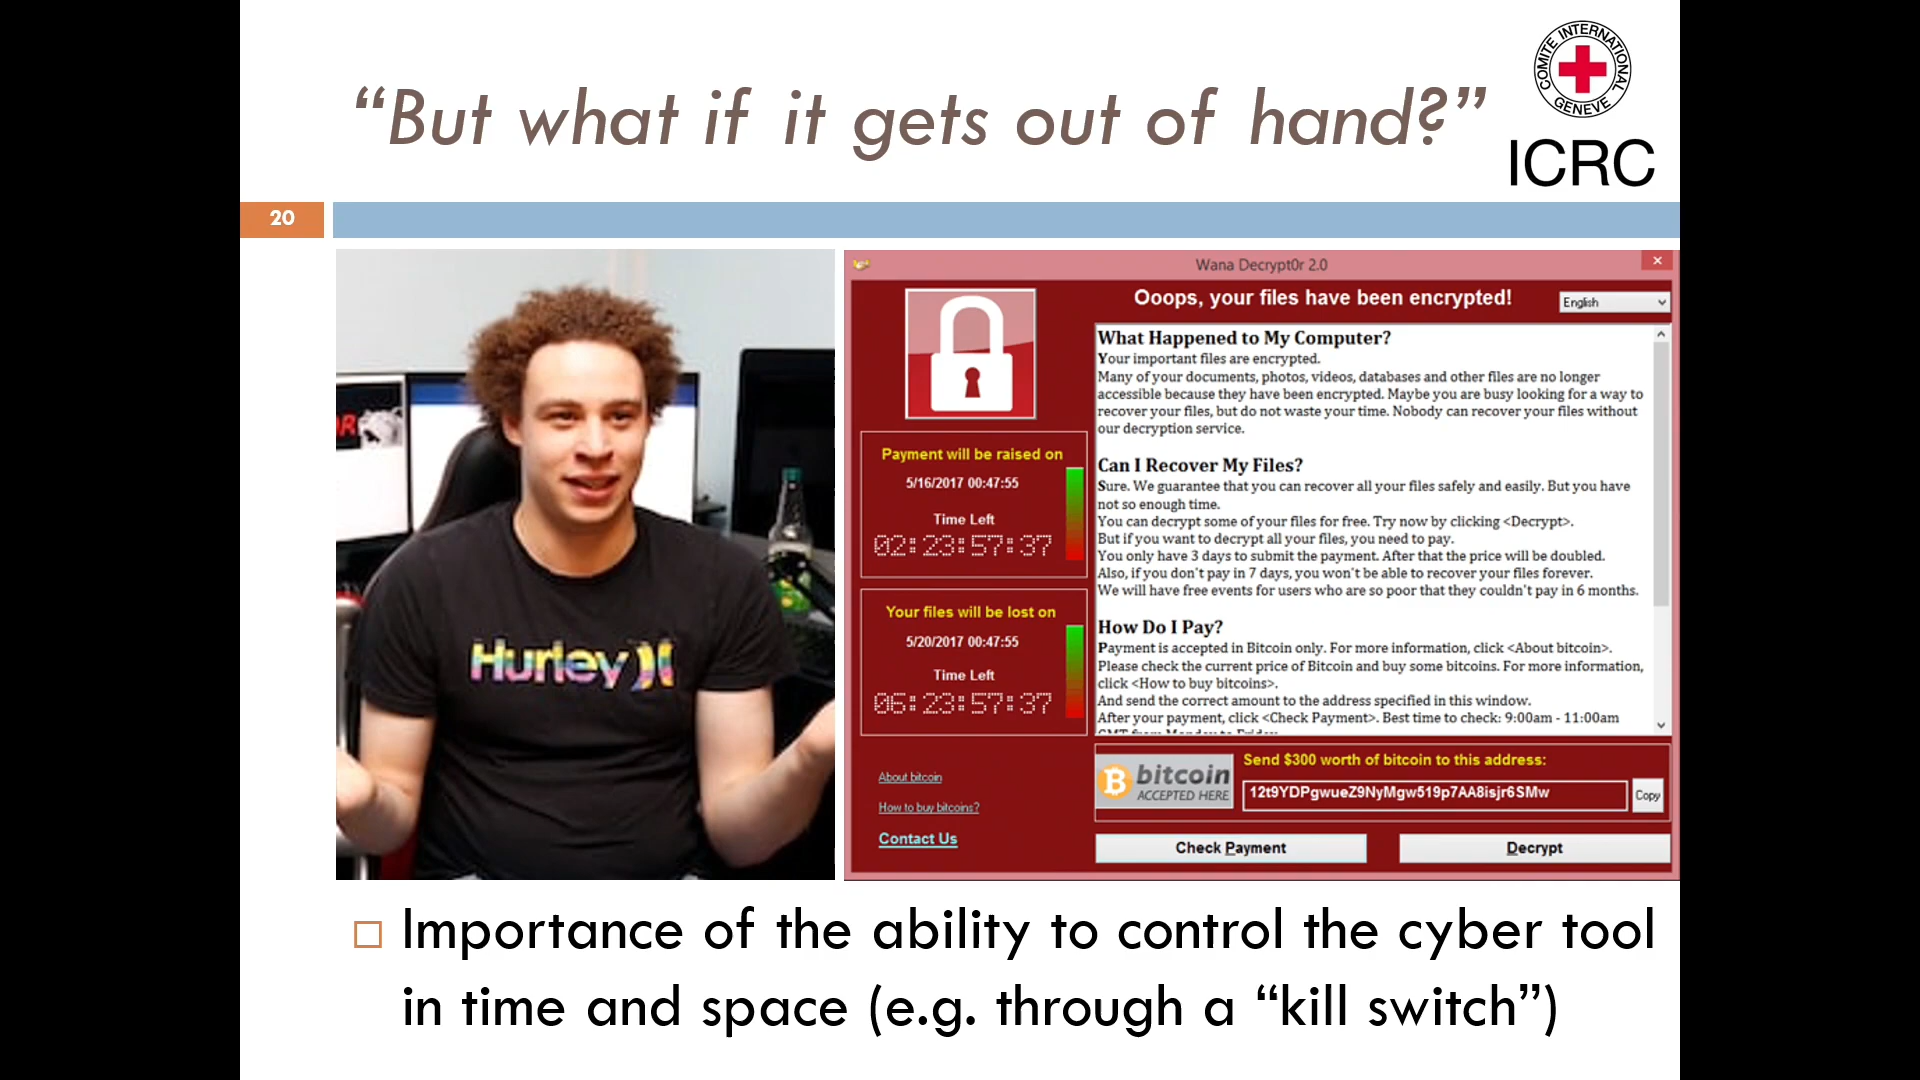 “But what if it gets out of hand?”
COMITE INTERNATIONAL
GENEVE
ICRC
20
Hurley
Wana Decrypt0r 2.0
Ooops, your files have been encrypted!
English
What Happened to My Computer?
Your important files are encrypted.
Many of your documents, photos, videos, databases and other files are no longer
accessible because they have been encrypted. Maybe you are busy looking for a way to
recover your files, but do not waste your time. Nobody can recover your files without
our decryption service.
Can I Recover My Files?
Sure. We guarantee that you can recover all your files safely and easily. But you have
not so enough time.
You can decrypt some of your files for free. Try now by clicking <Decrypt>.
But if you want to decrypt all your files, you need to pay.
You only have 3 days to submit the payment. After that the price will be doubled.
Also, if you don't pay in 7 days, you won't be able to recover your files forever.
We will have free events for users who are so poor that they couldn't pay in 6 months.
How Do I Pay?
Payment is accepted in Bitcoin only. For more information, click <About bitcoin>.
Please check the current price of Bitcoin and buy some bitcoins. For more information,
click <How to buy bitcoins>.
And send the correct amount to the address specified in this window.
After your payment, click <Check Payment>. Best time to check: 9:00am - 11:00am
GMT from Monday to Friday.
Payment will be raised on
5/16/2017 00:47:55
Time Left
02:23:57:37
Your files will be lost on
5/20/2017 00:47:55
Time Left
06:23:57:37
About bitcoin
How to buy bitcoins?
Contact Us
bitcoin
ACCEPTED HERE
Send $300 worth of bitcoin to this address:
12t9YDPgwueZ9NyMgw519p7AA8isjr6SMw
Copy
Check Payment
Decrypt
Importance of the ability to control the cyber tool
in time and space (e.g. through a “kill switch”)